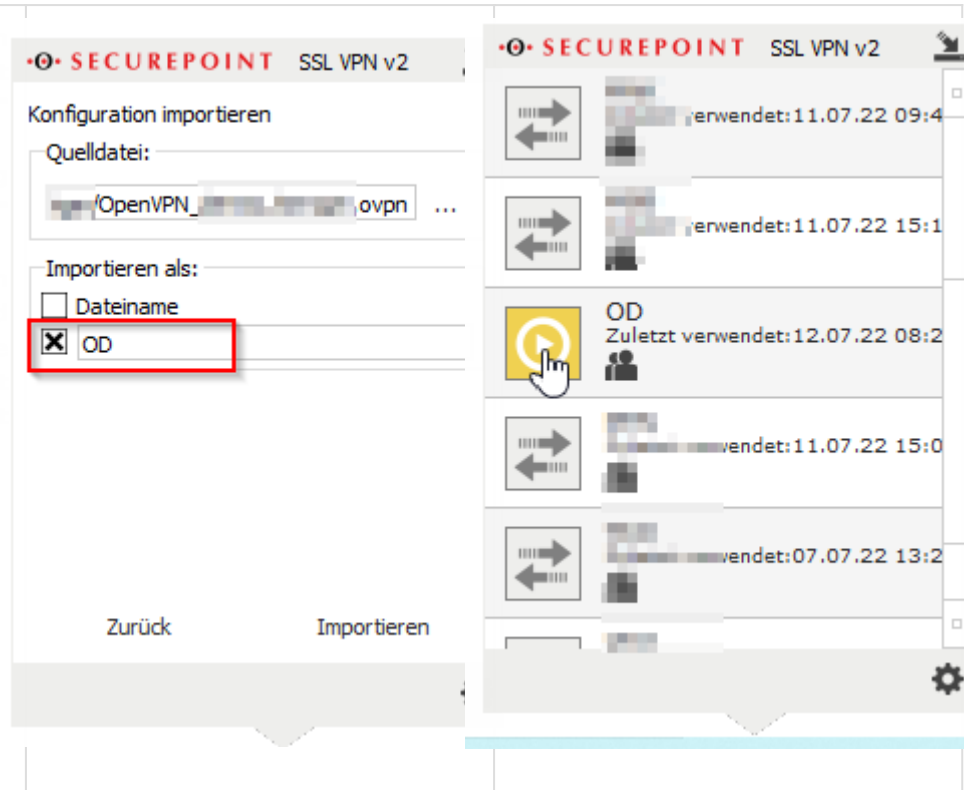 SECUREPOINT SSL VPN v2
Konfiguration importieren
Quelldatei:
/OpenVPN_ ovpn ...
Importieren als:
Dateiname
OD
Zurück Importieren
SECUREPOINT SSL VPN v2
erwendet:11.07.22 09:4
erwendet:11.07.22 15:1
OD
Zuletzt verwendet:12.07.22 08:2
wendet:11.07.22 15:0
wendet:07.07.22 13:2